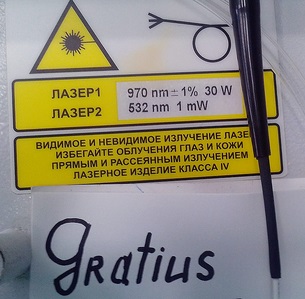 ЛАЗЕР1 970 nm ± 1% 30 W
ЛАЗЕР2 532 nm 1 mW
ВИДИМОЕ И НЕВИДИМОЕ ИЗЛУЧЕНИЕ ЛАЗЕ
ИЗБЕГАЙТЕ ОБЛУЧЕНИЯ ГЛАЗ И КОЖИ
ПРЯМЫМ И РАССЕЯННЫМ ИЗЛУЧЕНИЕМ
ЛАЗЕРНОЕ ИЗДЕЛИЕ КЛАССА IV
gratius